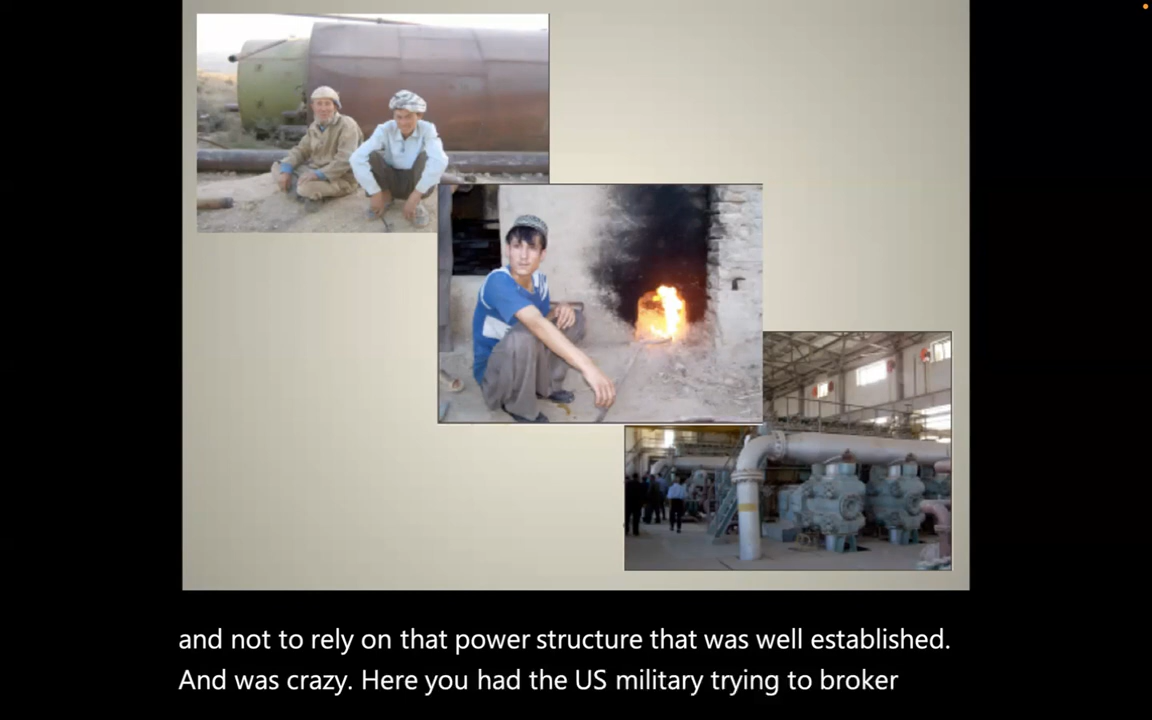 and not to rely on that power structure that was well established.
And was crazy. Here you had the US military trying to broker